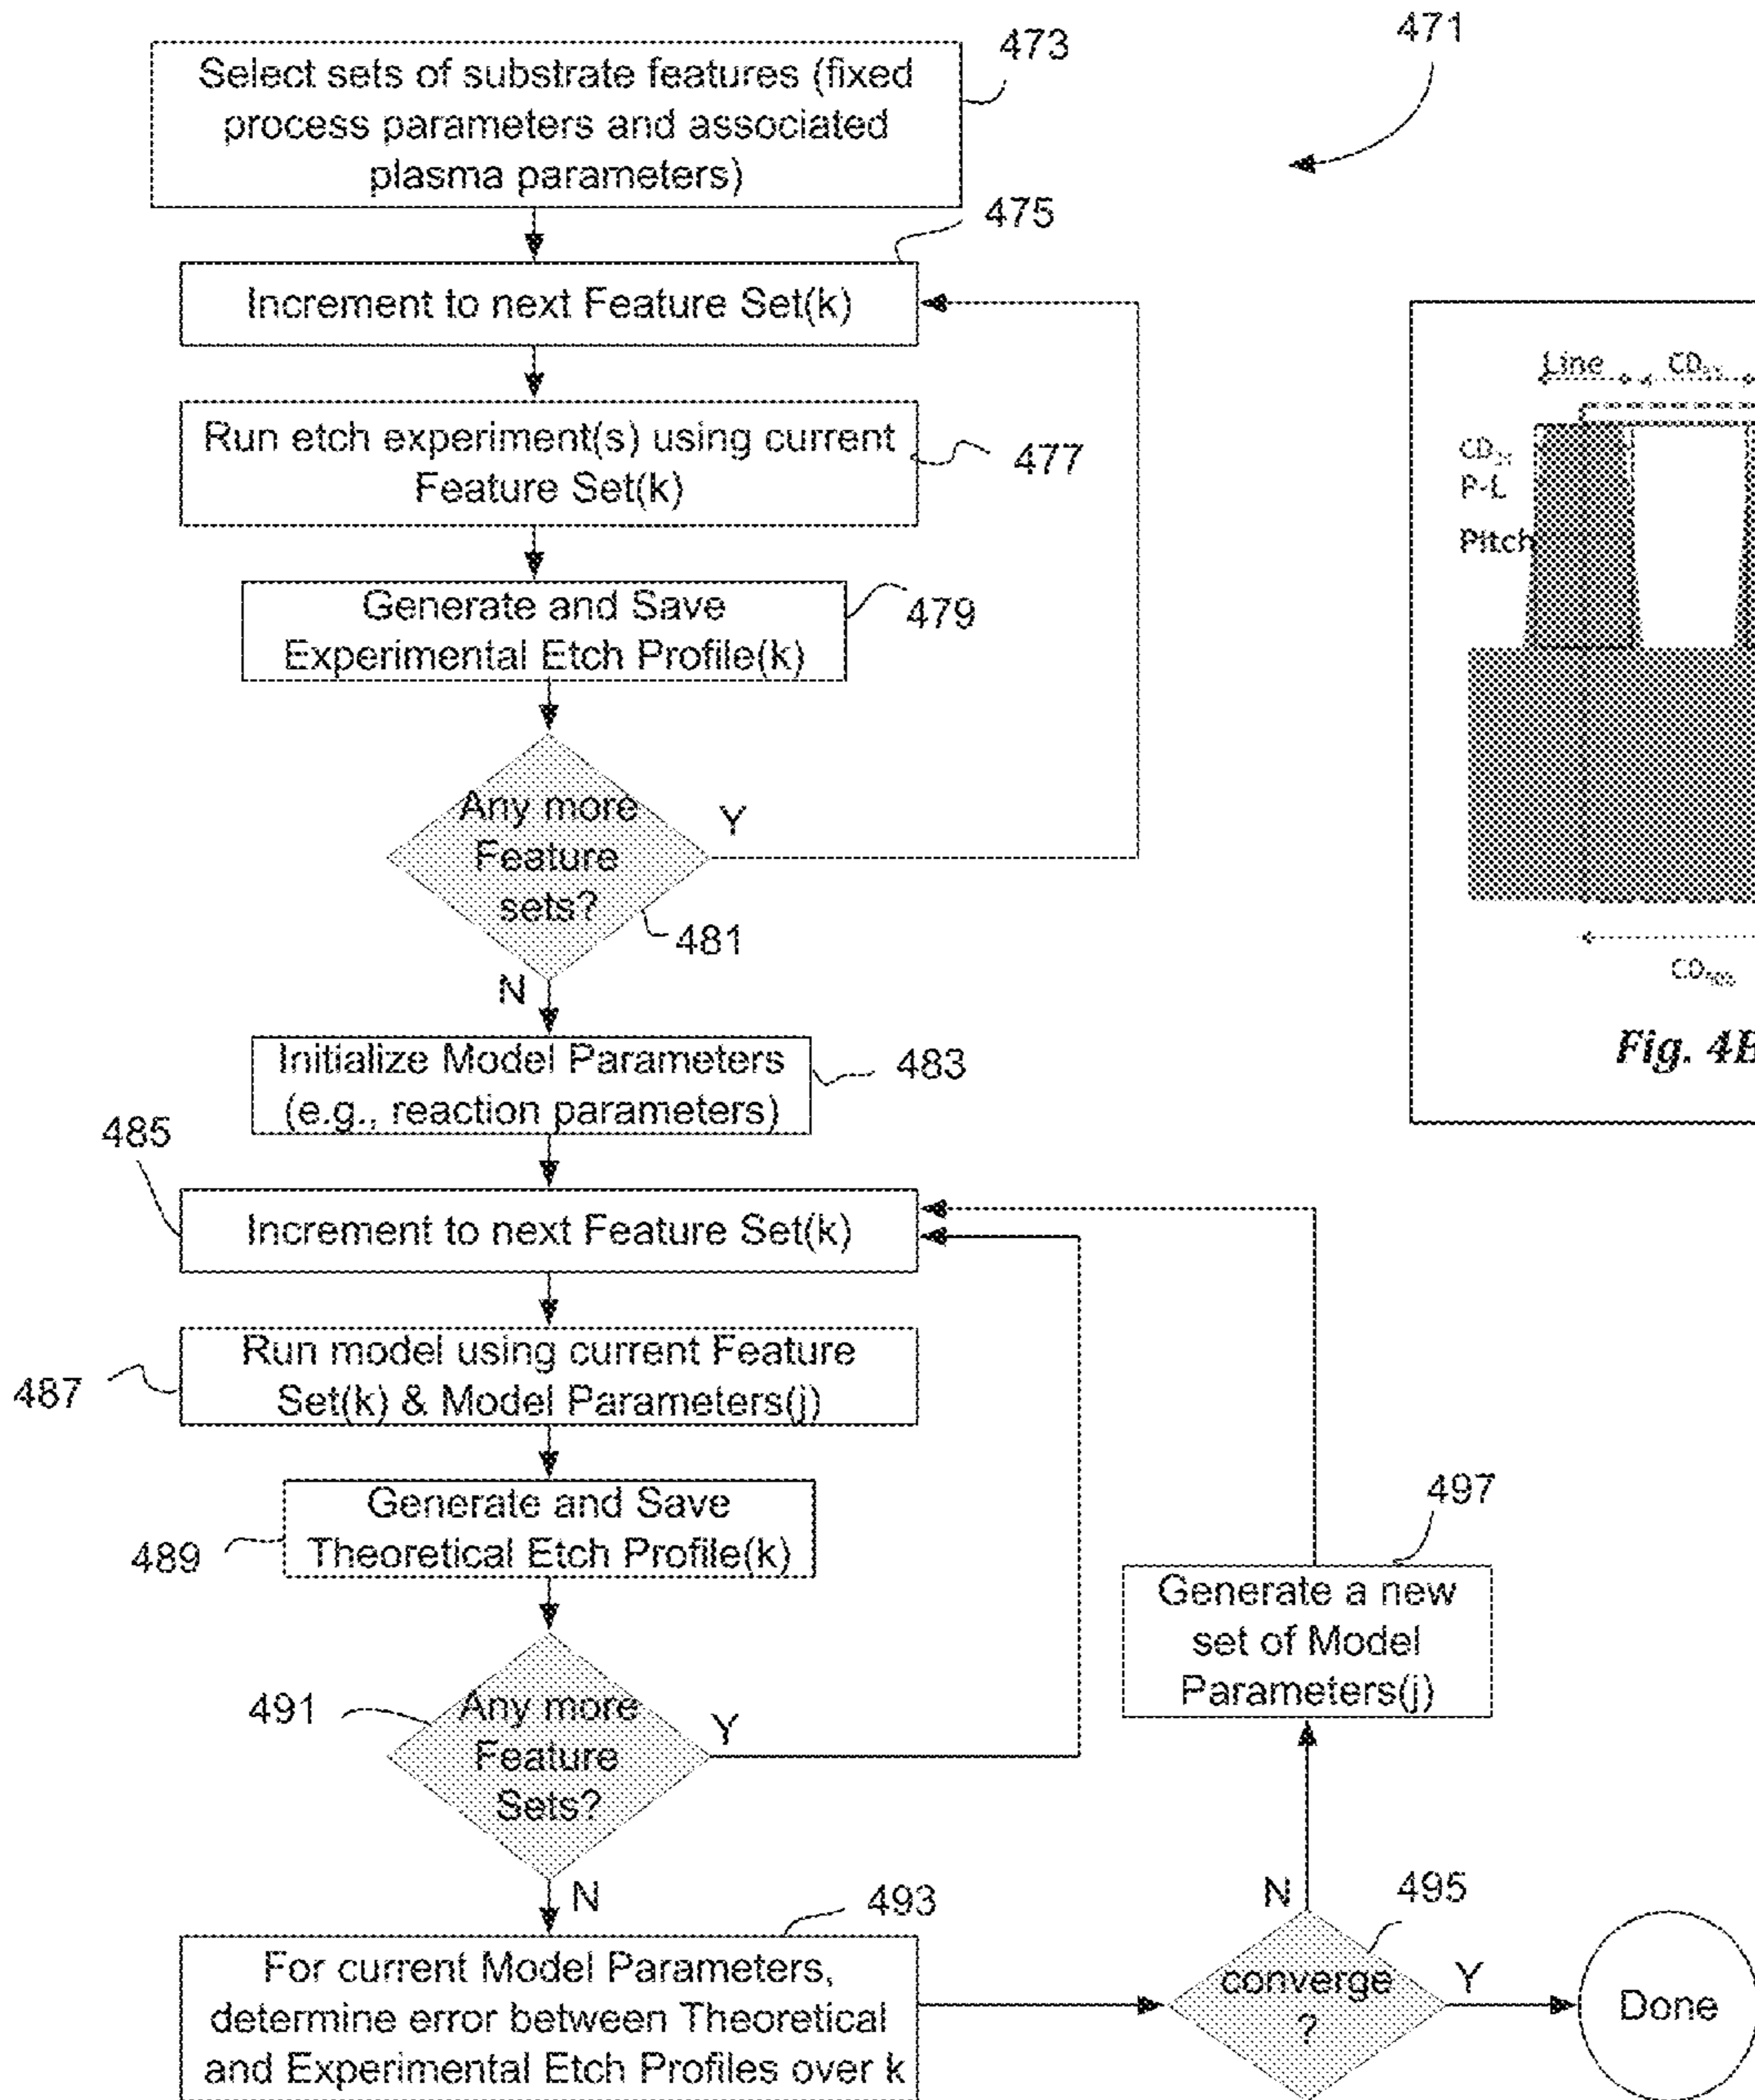 471
473
Select sets of substrate features (fixed
process parameters and associated
plasma parameters)
475
Increment to next Feature Set(k)
Run etch experiment(s) using current
Feature Set(k)
477
Generate and Save
Experimental Etch Profile(k)
479
Any more
Feature
sets?
Y
481
N
Initialize Model Parameters
(e.g., reaction parameters)
483
485
Increment to next Feature Set(k)
Run model using current Feature
Set(k) & Model Parameters(j)
487
Generate and Save
Theoretical Etch Profile(k)
489
491
Any more
Feature
Sets?
Y
N
493
For current Model Parameters,
determine error between Theoretical
and Experimental Etch Profiles over k
495
converge
?
N
Y
Done
497
Generate a new
set of Model
Parameters(j)
Line
P-L
Pitch
Fig.